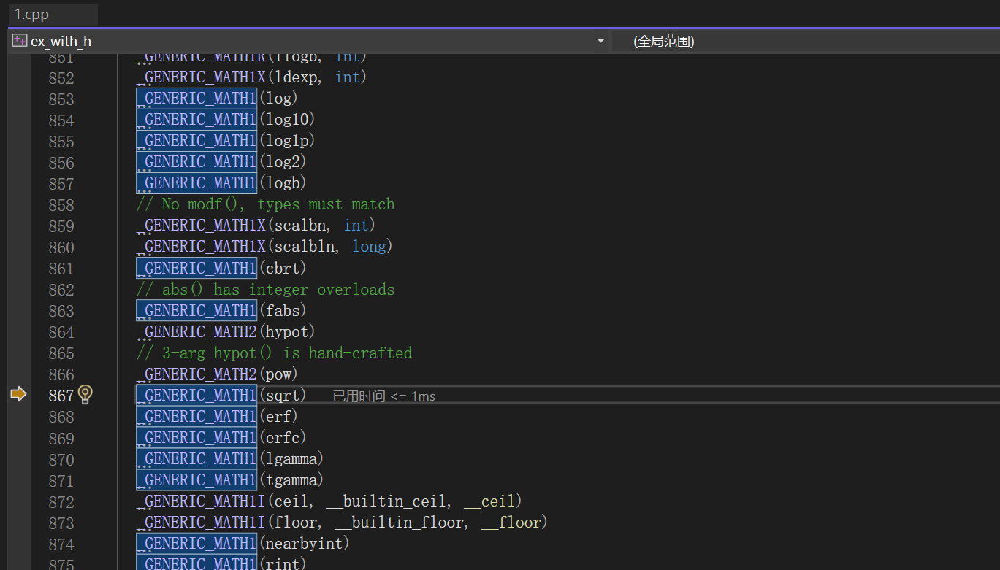 1.cpp
ex_with_h
(全局范围)
851 _GENERIC_MATH1R(ilogb, int)
852 _GENERIC_MATH1X(ldexp, int)
853 _GENERIC_MATH1(log)
854 _GENERIC_MATH1(log10)
855 _GENERIC_MATH1(log1p)
856 _GENERIC_MATH1(log2)
857 _GENERIC_MATH1(logb)
858 // No modf(), types must match
859 _GENERIC_MATH1X(scalbn, int)
860 _GENERIC_MATH1X(scalbln, long)
861 _GENERIC_MATH1(cbrt)
862 // abs() has integer overloads
863 _GENERIC_MATH1(fabs)
864 _GENERIC_MATH2(hypot)
865 // 3-arg hypot() is hand-crafted
866 _GENERIC_MATH2(pow)
867 _GENERIC_MATH1(sqrt) 已用时间 <= 1ms
868 _GENERIC_MATH1(erf)
869 _GENERIC_MATH1(erfc)
870 _GENERIC_MATH1(lgamma)
871 _GENERIC_MATH1(tgamma)
872 _GENERIC_MATH1I(ceil, __builtin_ceil, __ceil)
873 _GENERIC_MATH1I(floor, __builtin_floor, __floor)
874 _GENERIC_MATH1(nearbyint)
875 _GENERIC_MATH1(rint)